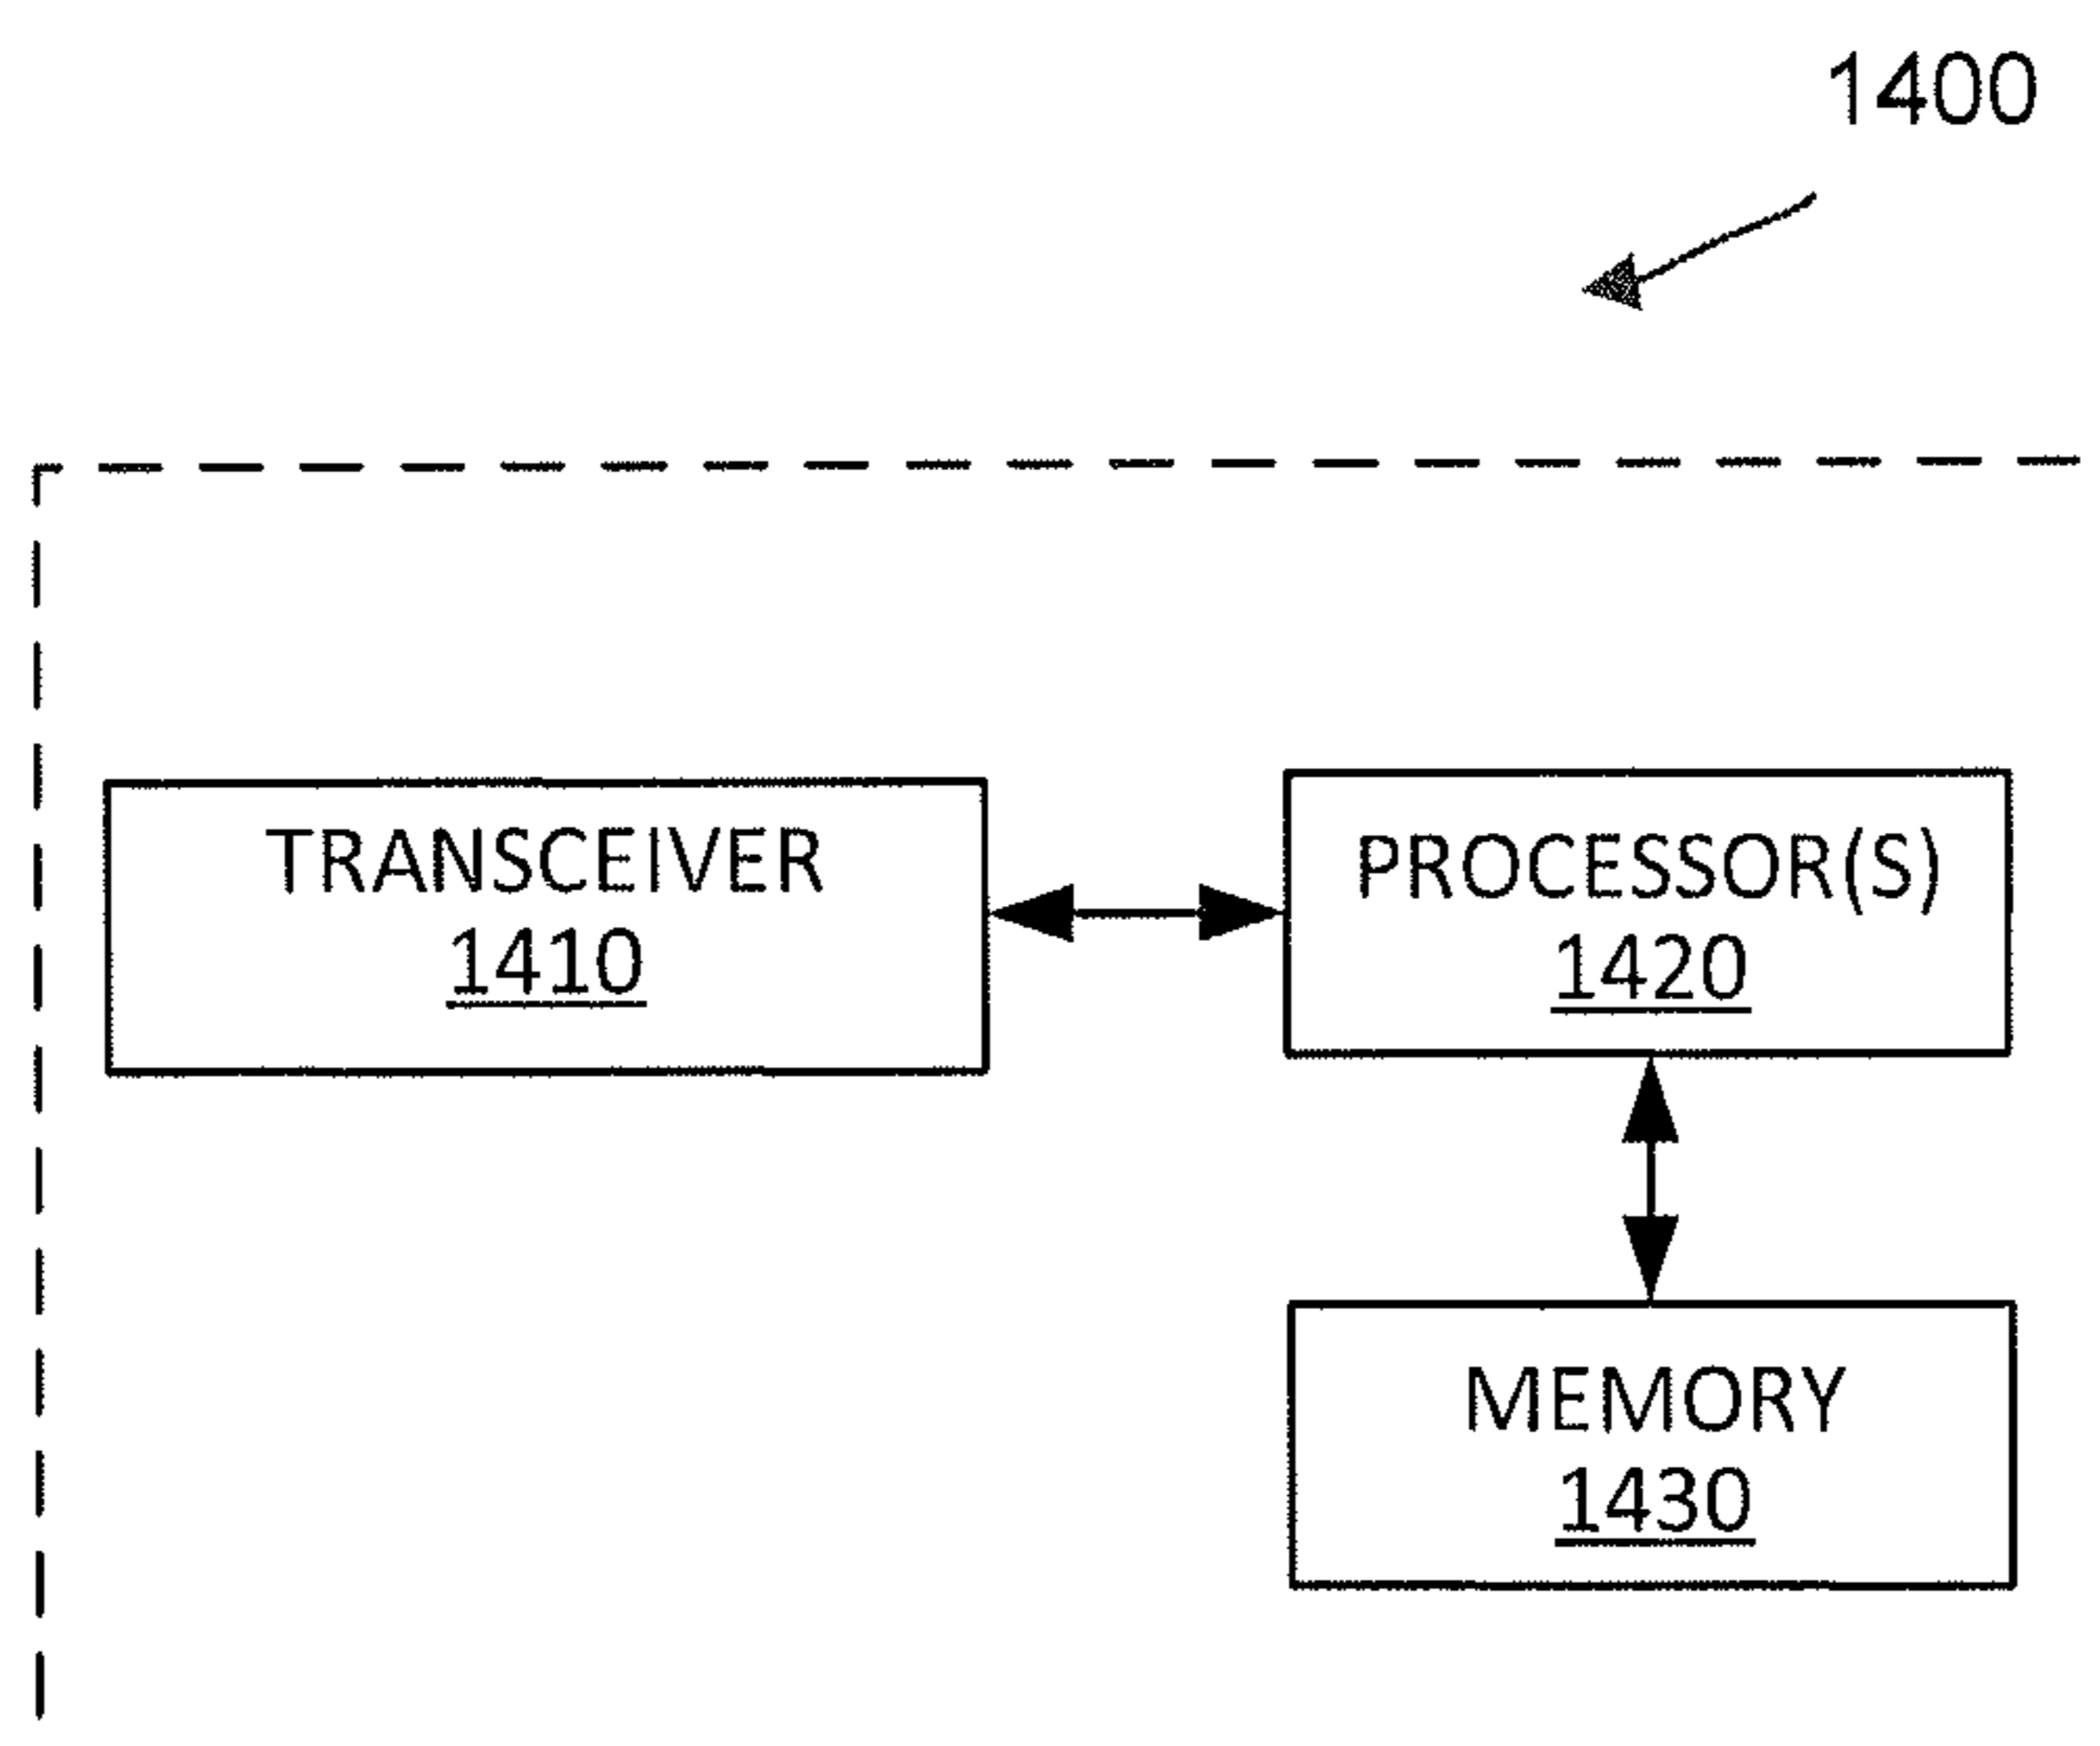 1400
TRANSCEIVER
1410
PROCESSOR(S)
1420
MEMORY
1430